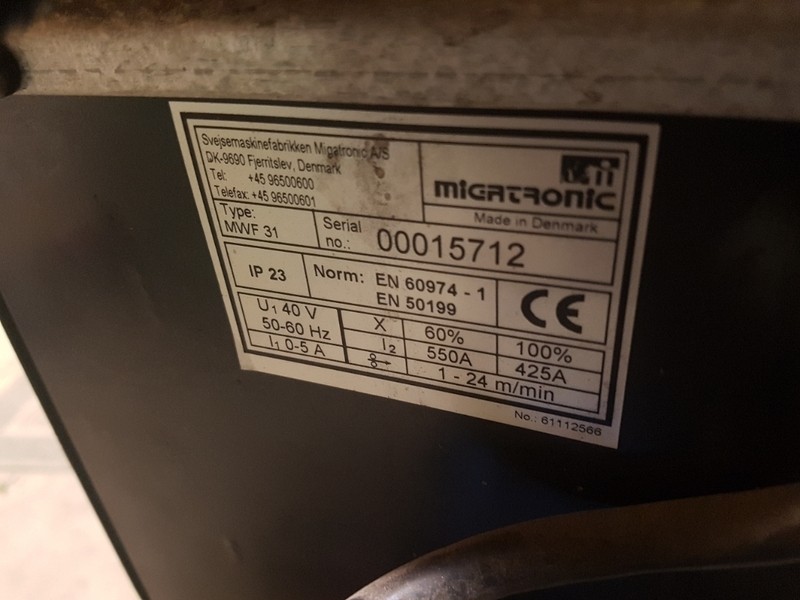 Svejsemaskinefabrikken Migatronic A/S
DK-9690 Fjerritslev, Denmark
Tel: +45 96500600
Telefax: +45 96500601
MIGATRONIC
Made in Denmark
Type:
MWF 31
Serial
no.: 00015712
IP 23
Norm: EN 60974 - 1
EN 50199
CE
U1 40 V
50-60 Hz
I1 0-5 A
X 60% 100%
I2 550A 425A
1 - 24 m/min
No.: 61112566